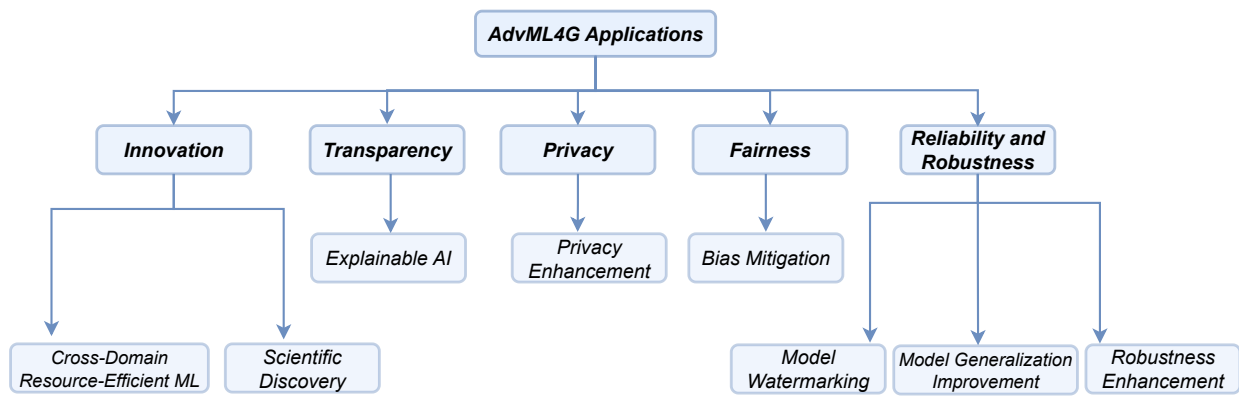 AdvML4G Applications
Innovation
Transparency
Privacy
Fairness
Reliability and
Robustness
Explainable AI
Privacy
Enhancement
Bias Mitigation
Cross-Domain
Resource-Efficient ML
Scientific
Discovery
Model
Watermarking
Model Generalization
Improvement
Robustness
Enhancement